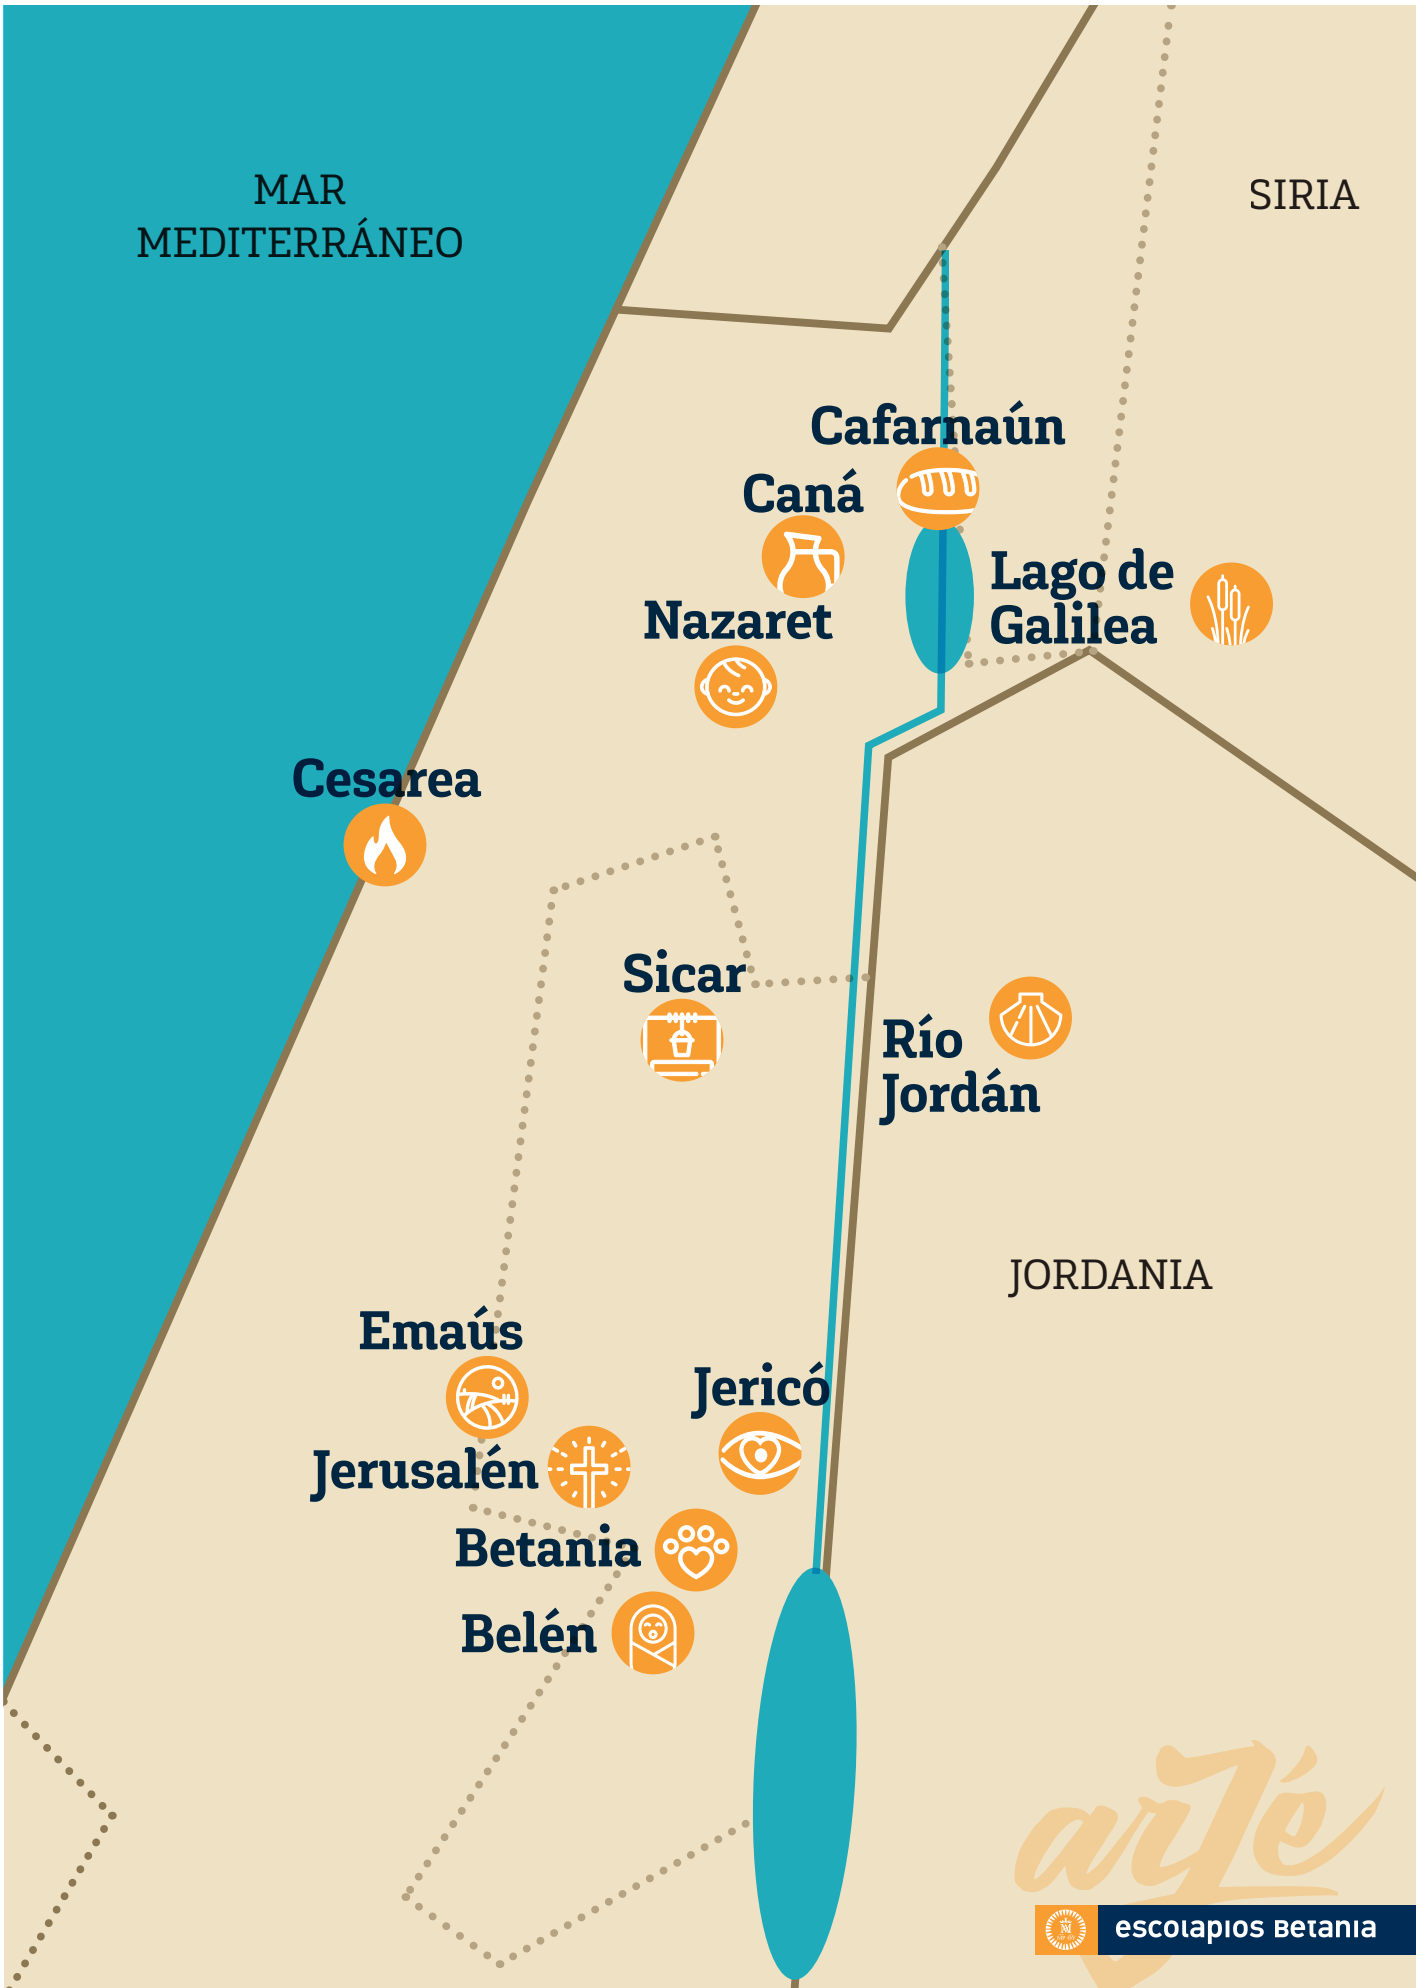 MAR
MEDITERRÁNEO
SIRIA
Cafarnaún
Caná
Lago de
Galilea
Nazaret
Cesarea
Sicar
Río
Jordán
JORDANIA
Emaús
Jericó
Jerusalén
Betania
Belén
escolapios Betania